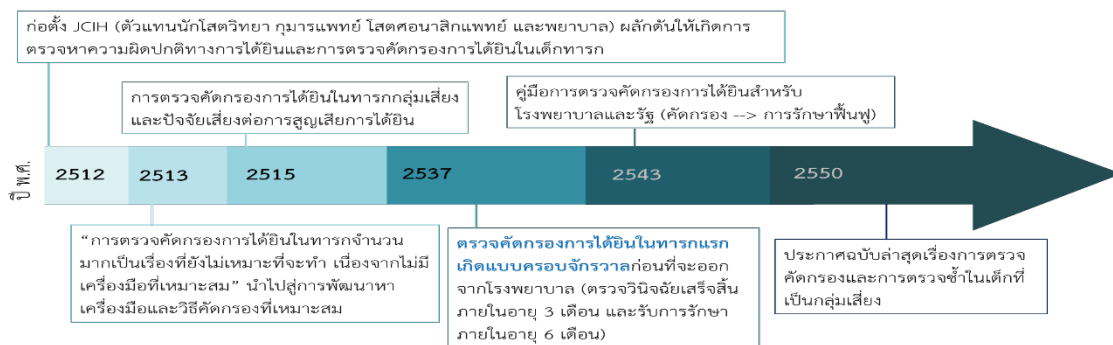 ก่อตั้ง JCIH (ตัวแทนนักโสตวิทยา กุมารแพทย์ โสตศอนาสิกแพทย์ และพยาบาล) ผลักดันให้เกิดการ
ตรวจหาความผิดปกติทางการได้ยินและการตรวจคัดกรองการได้ยินในเด็กทารก
การตรวจคัดกรองการได้ยินในทารกกลุ่มเสี่ยง
และปัจจัยเสี่ยงต่อการสูญเสียการได้ยิน
คู่มือการตรวจคัดกรองการได้ยินสำหรับ
โรงพยาบาลและรัฐ (คัดกรอง --> การรักษาฟื้นฟู)
ปี พ.ศ.
2512 2513 2515 2537 2543 2550
“การตรวจคัดกรองการได้ยินในทารกจำนวน
มากเป็นเรื่องที่ยังไม่เหมาะที่จะทำ เนื่องจากไม่มี
เครื่องมือที่เหมาะสม” นำไปสู่การพัฒนาหา
เครื่องมือและวิธีคัดกรองที่เหมาะสม
ตรวจคัดกรองการได้ยินในทารกแรก
เกิดแบบครอบจักรวาลก่อนที่จะออก
จากโรงพยาบาล (ตรวจวินิจฉัยเสร็จสิ้น
ภายในอายุ 3 เดือน และรับการรักษา
ภายในอายุ 6 เดือน)
ประกาศฉบับล่าสุดเรื่องการตรวจ
คัดกรองและการตรวจซ้ำในเด็กที่
เป็นกลุ่มเสี่ยง